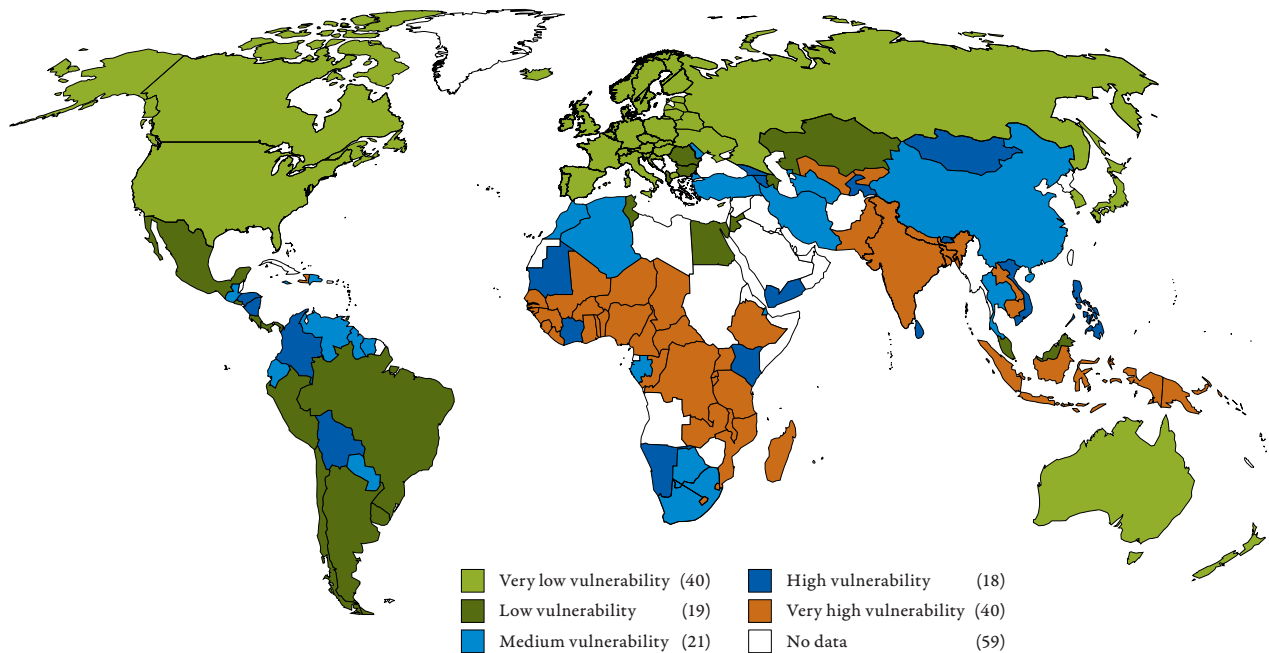 Very low vulnerability (40)
Low vulnerability (19)
Medium vulnerability (21)
High vulnerability (18)
Very high vulnerability (40)
No data (59)